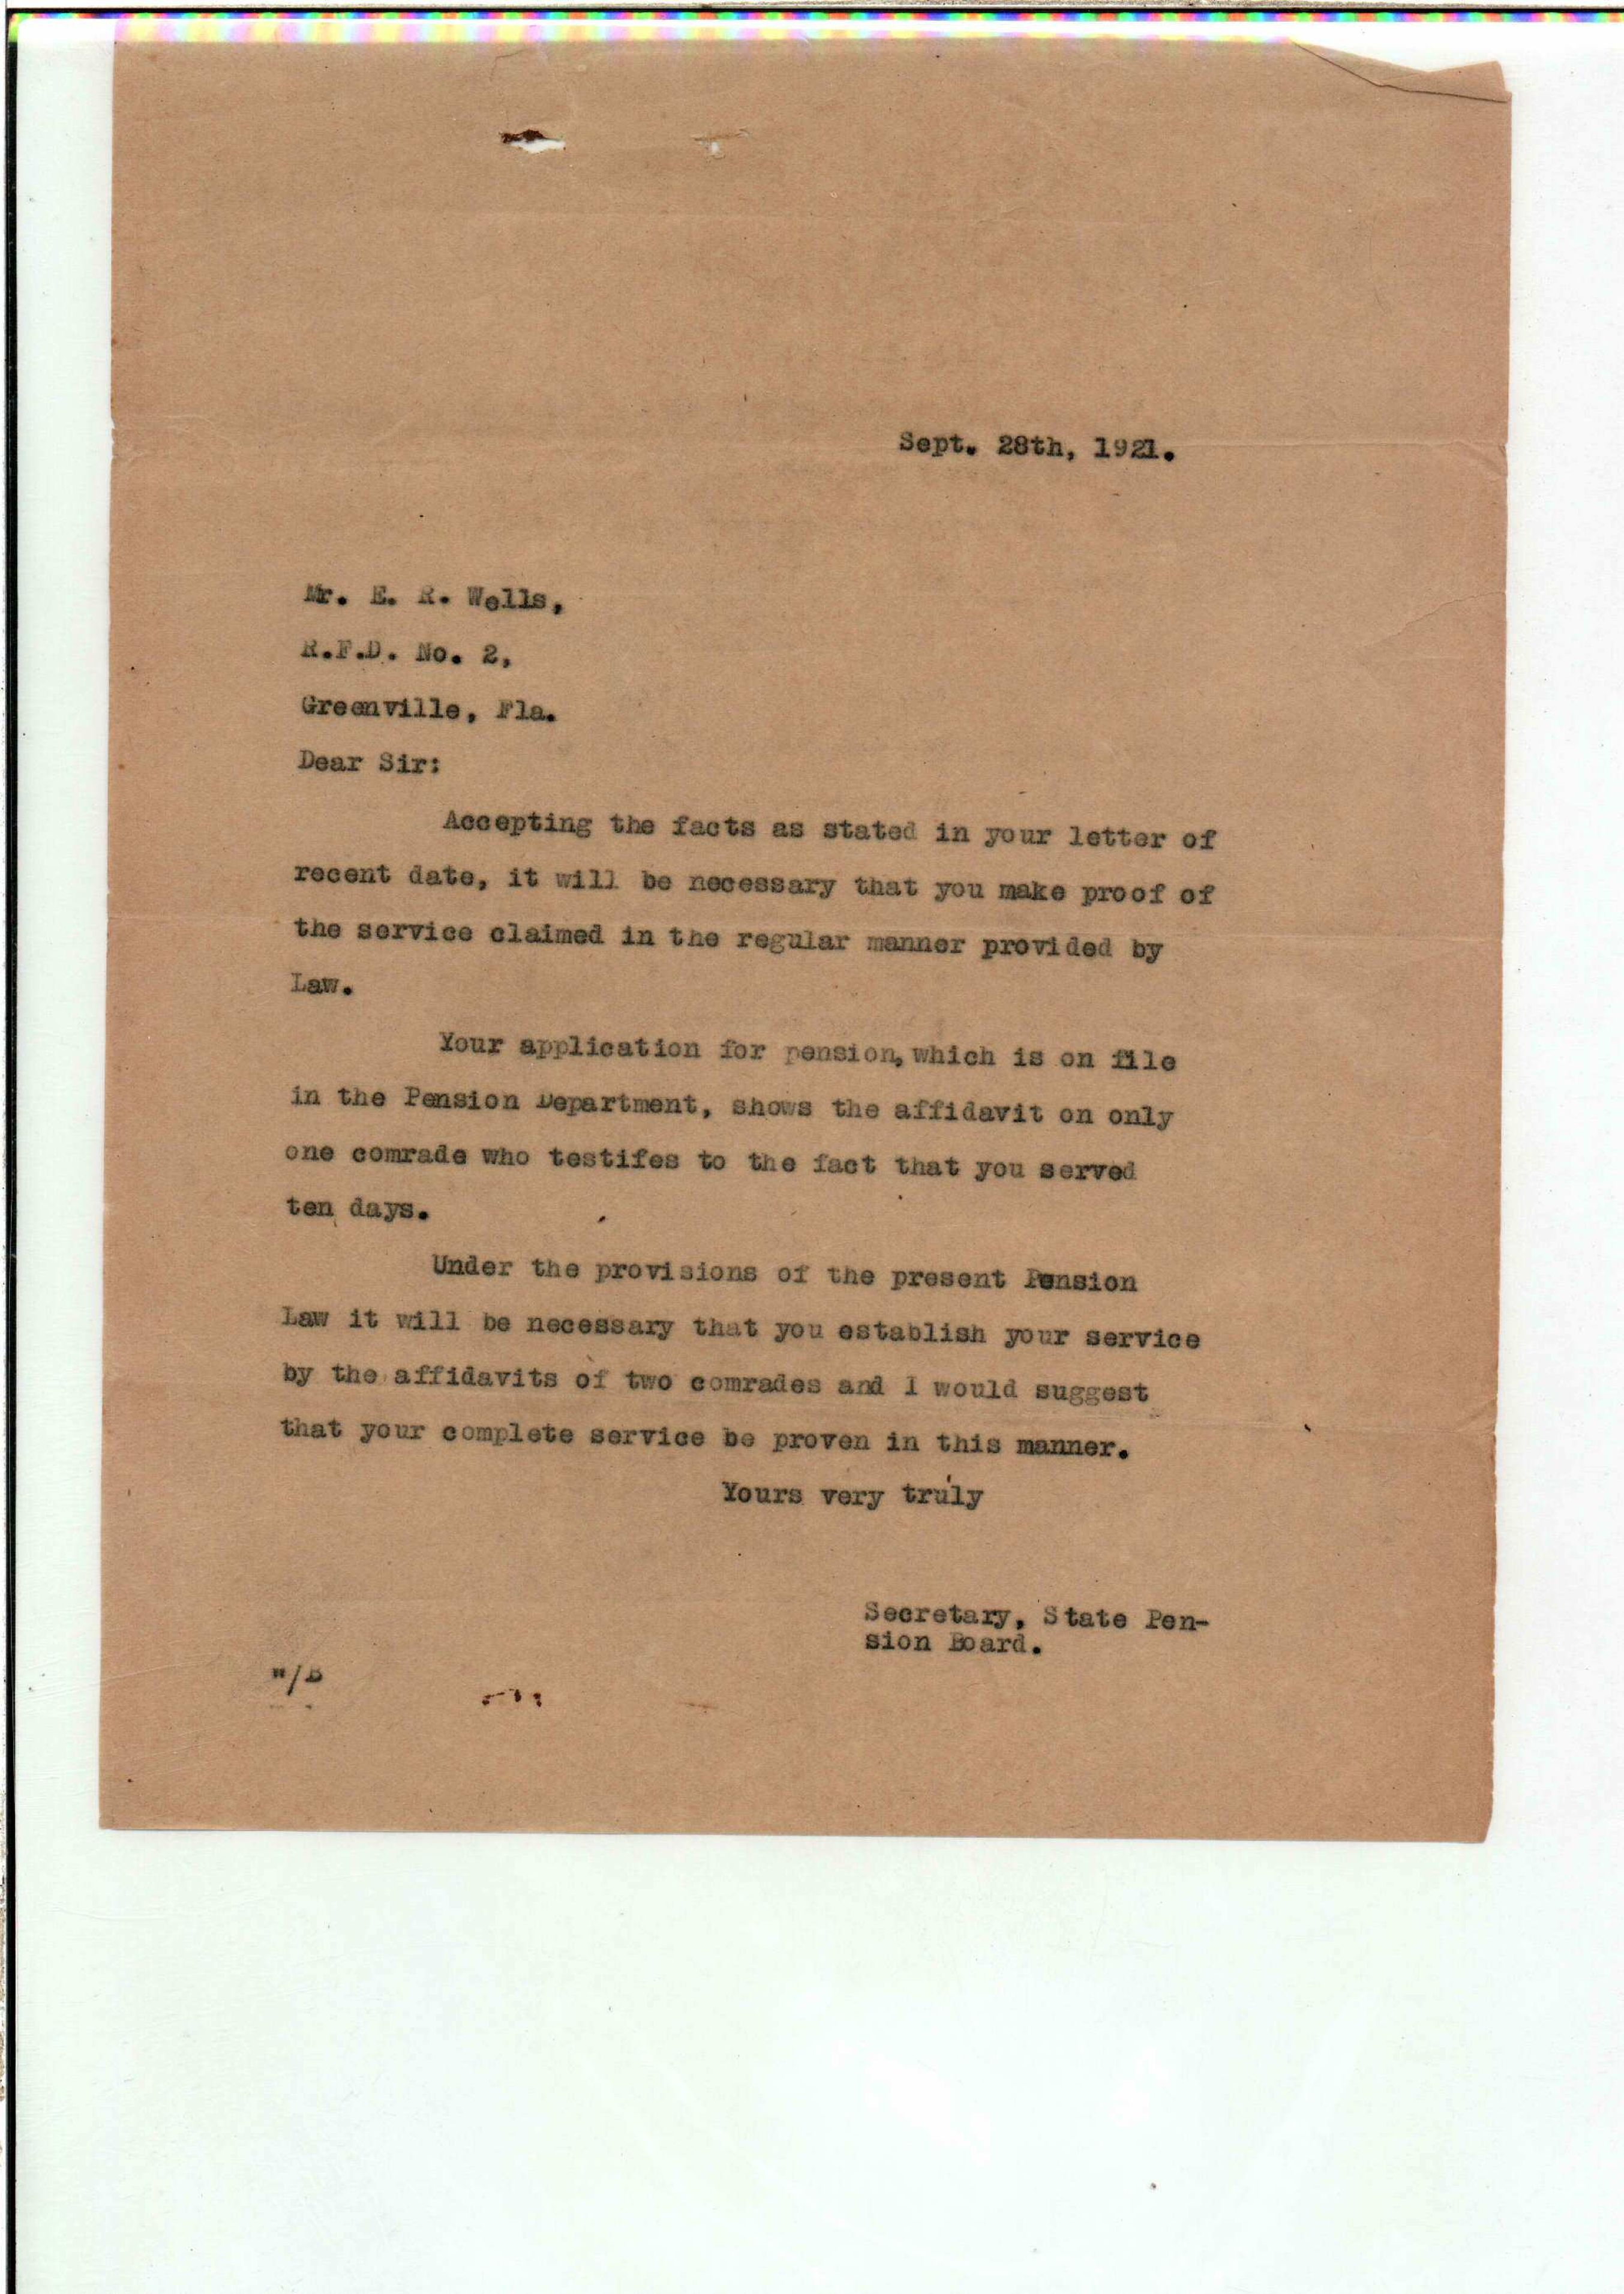 Sept. 28th, 1921.
Mr. E. R. Wells,
R.F.D. No. 2,
Greenville, Fla.
Dear Sir:
Accepting the facts as stated in your letter of
recent date, it will be necessary that you make proof of
the service claimed in the regular manner provided by
Law.
Your application for pension, which is on file
in the Pension Department, shows the affidavit on only
one comrade who testifes to the fact that you served
ten days.
Under the provisions of the present Pension
Law it will be necessary that you establish your service
by the affidavits of two comrades and I would suggest
that your complete service be proven in this manner.
Yours very truly
Secretary, State Pen-
sion Board.